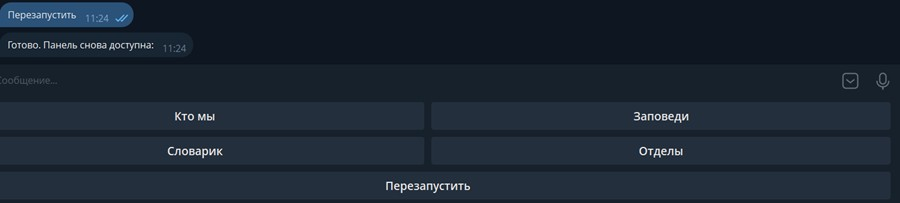 Перезапустить 11:24
Готово. Панель снова доступна: 11:24
Сообщение...
Кто мы
Заповеди
Словарик
Отделы
Перезапустить